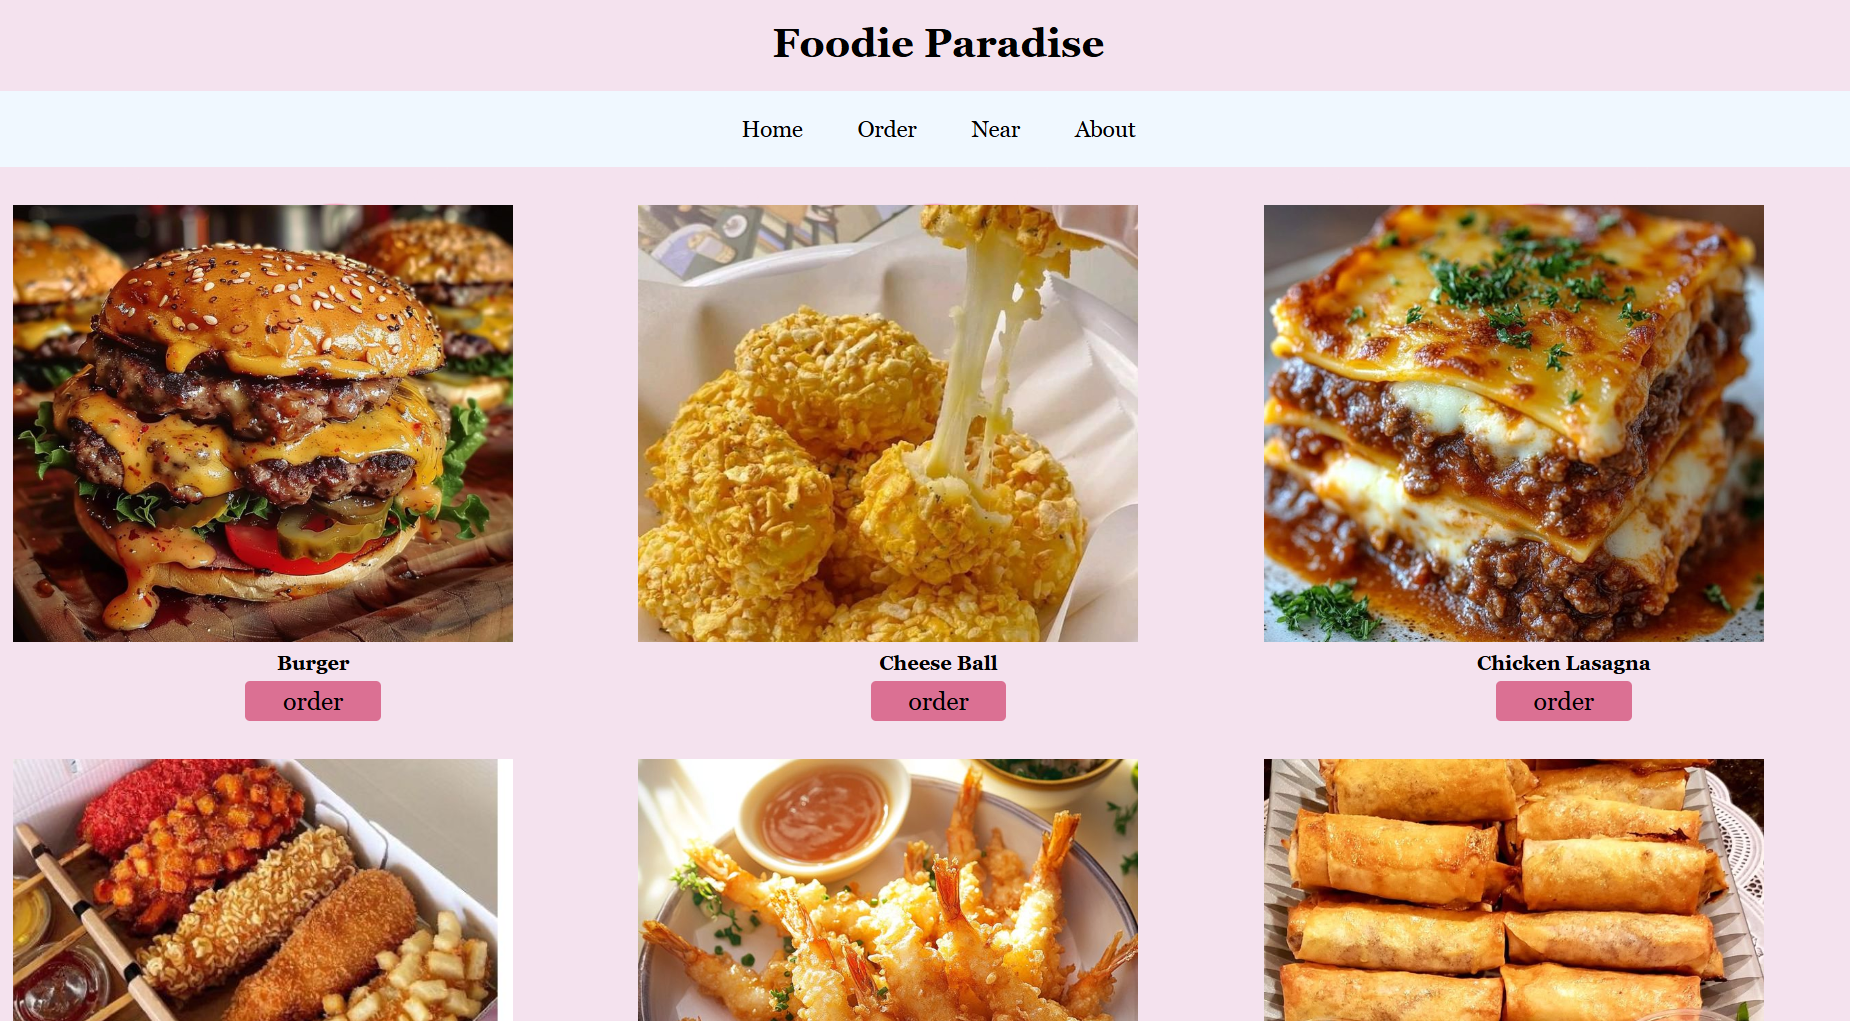 Foodie Paradise
Home Order Near About
Burger Cheese Ball Chicken Lasagna
order order order